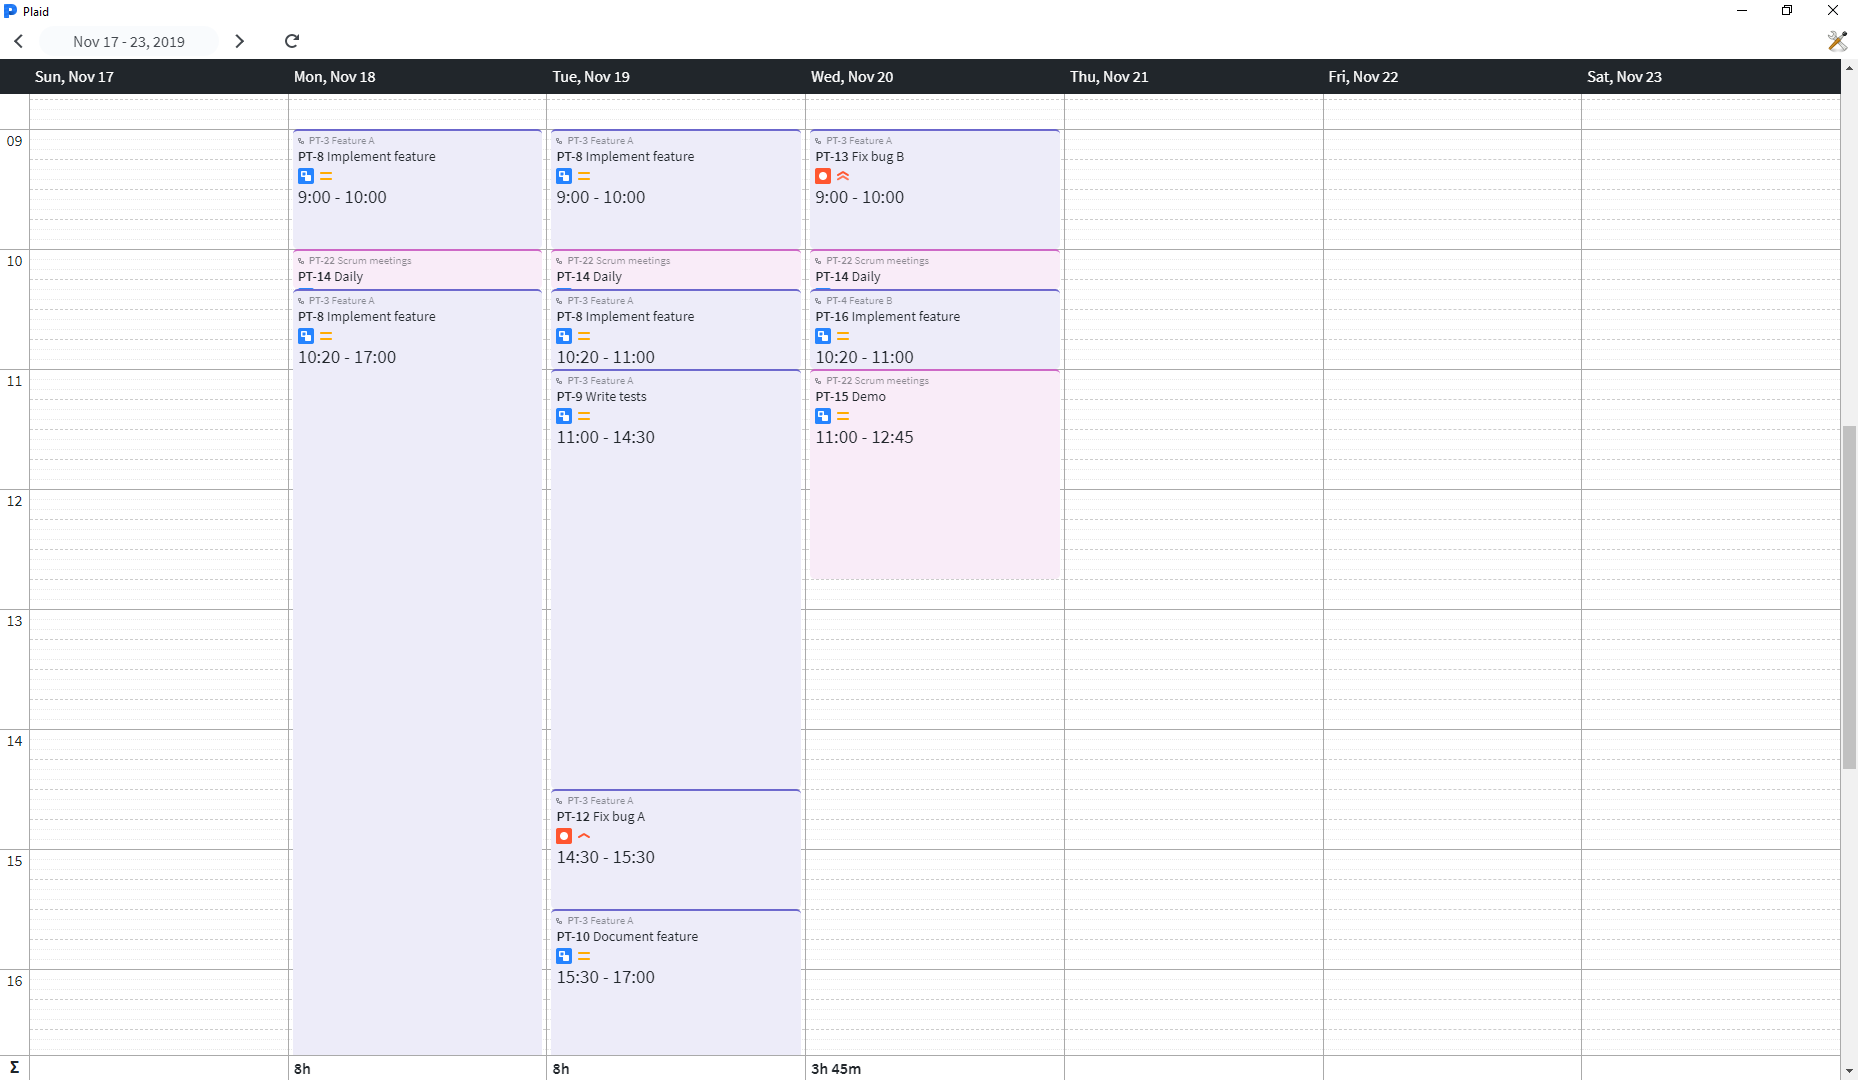 Plaid
Nov 17 - 23, 2019
Sun, Nov 17
Mon, Nov 18
Tue, Nov 19
Wed, Nov 20
Thu, Nov 21
Fri, Nov 22
Sat, Nov 23
09
10
11
12
13
14
15
16
PT-3 Feature A
PT-8 Implement feature
9:00 - 10:00
PT-22 Scrum meetings
PT-14 Daily
PT-3 Feature A
PT-8 Implement feature
10:20 - 17:00
PT-3 Feature A
PT-8 Implement feature
9:00 - 10:00
PT-22 Scrum meetings
PT-14 Daily
PT-3 Feature A
PT-8 Implement feature
10:20 - 11:00
PT-3 Feature A
PT-9 Write tests
11:00 - 14:30
PT-3 Feature A
PT-12 Fix bug A
14:30 - 15:30
PT-3 Feature A
PT-10 Document feature
15:30 - 17:00
PT-3 Feature A
PT-13 Fix bug B
9:00 - 10:00
PT-22 Scrum meetings
PT-14 Daily
PT-4 Feature B
PT-16 Implement feature
10:20 - 11:00
PT-22 Scrum meetings
PT-15 Demo
11:00 - 12:45
Σ
8h
8h
3h 45m